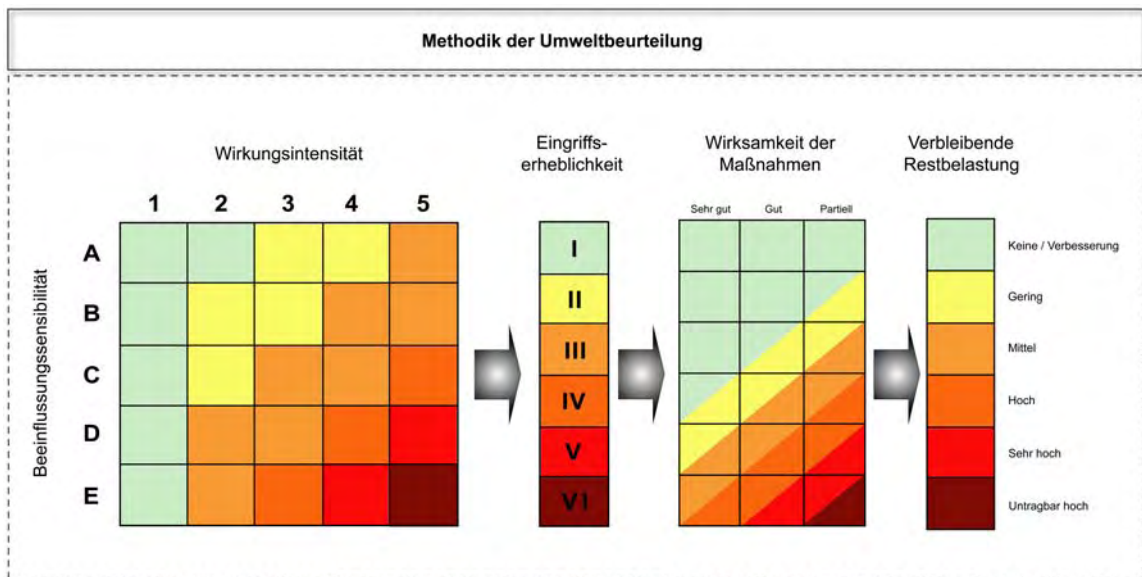 Methodik der Umweltbeurteilung
Wirkungsintensität
Eingriffs-
erheblichkeit
Wirksamkeit der
Maßnahmen
Verbleibende
Restbelastung
1 2 3 4 5
Sehr gut Gut Partiell
Beeinflussungssensibilität
A
B
C
D
E
I
II
III
IV
V
VI
Keine / Verbesserung
Gering
Mittel
Hoch
Sehr hoch
Untragbar hoch